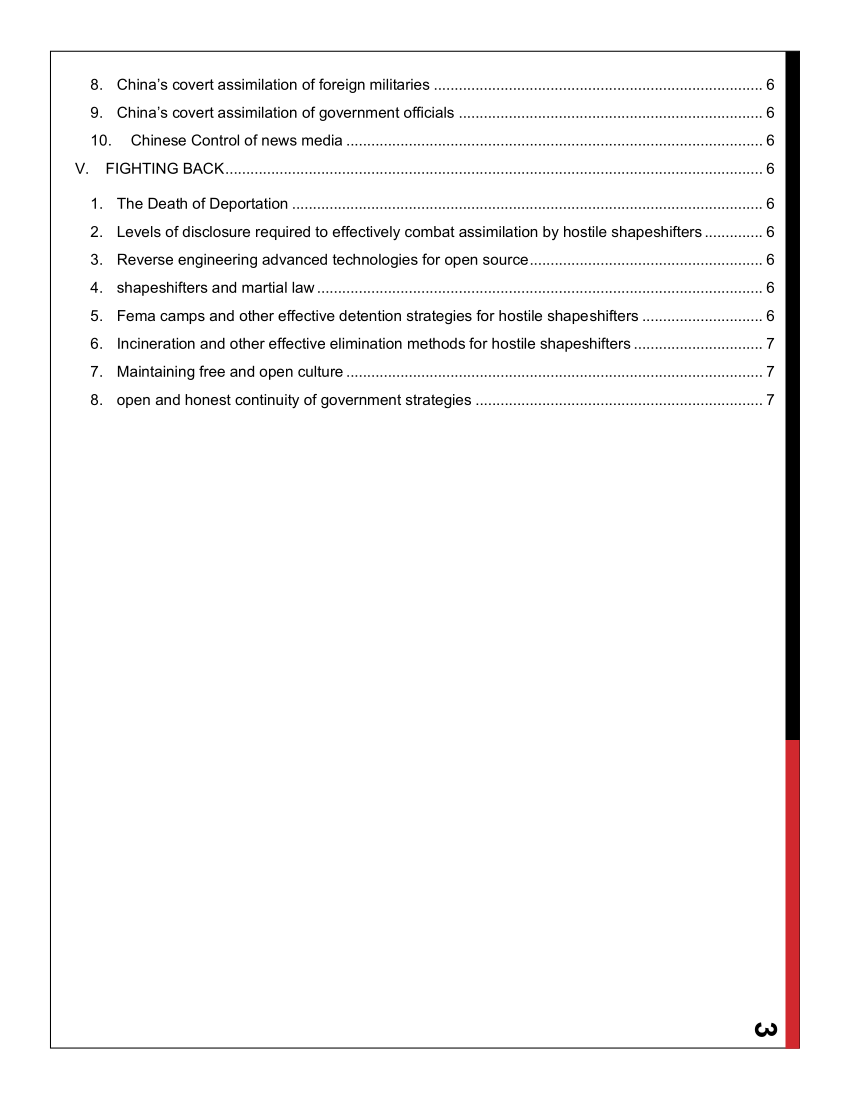 8. China’s covert assimilation of foreign militaries ............................................................................... 6
9. China’s covert assimilation of government officials ......................................................................... 6
10. Chinese Control of news media .................................................................................................... 6
V. FIGHTING BACK................................................................................................................................. 6
1. The Death of Deportation ................................................................................................................. 6
2. Levels of disclosure required to effectively combat assimilation by hostile shapeshifters .............. 6
3. Reverse engineering advanced technologies for open source........................................................ 6
4. shapeshifters and martial law ........................................................................................................... 6
5. Fema camps and other effective detention strategies for hostile shapeshifters ............................. 6
6. Incineration and other effective elimination methods for hostile shapeshifters ............................... 7
7. Maintaining free and open culture .................................................................................................... 7
8. open and honest continuity of government strategies ..................................................................... 7
3